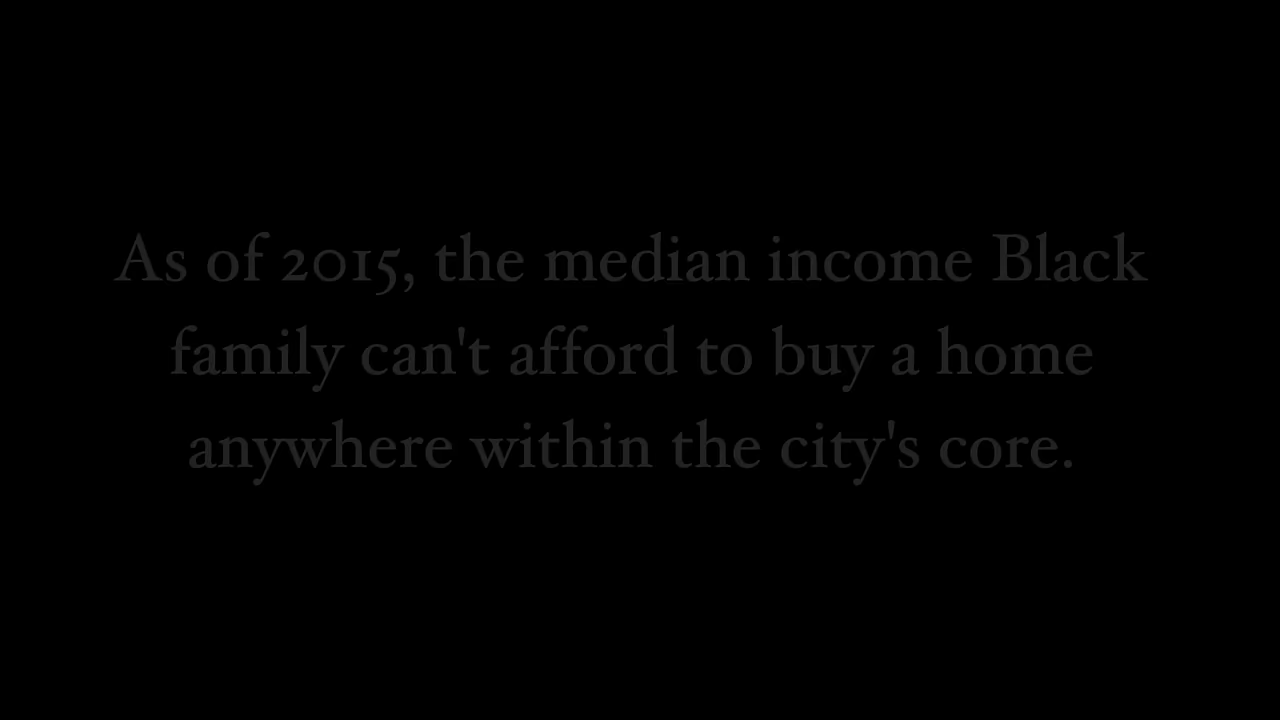 As of 2015, the median income Black
family can't afford to buy a home
anywhere within the city's core.